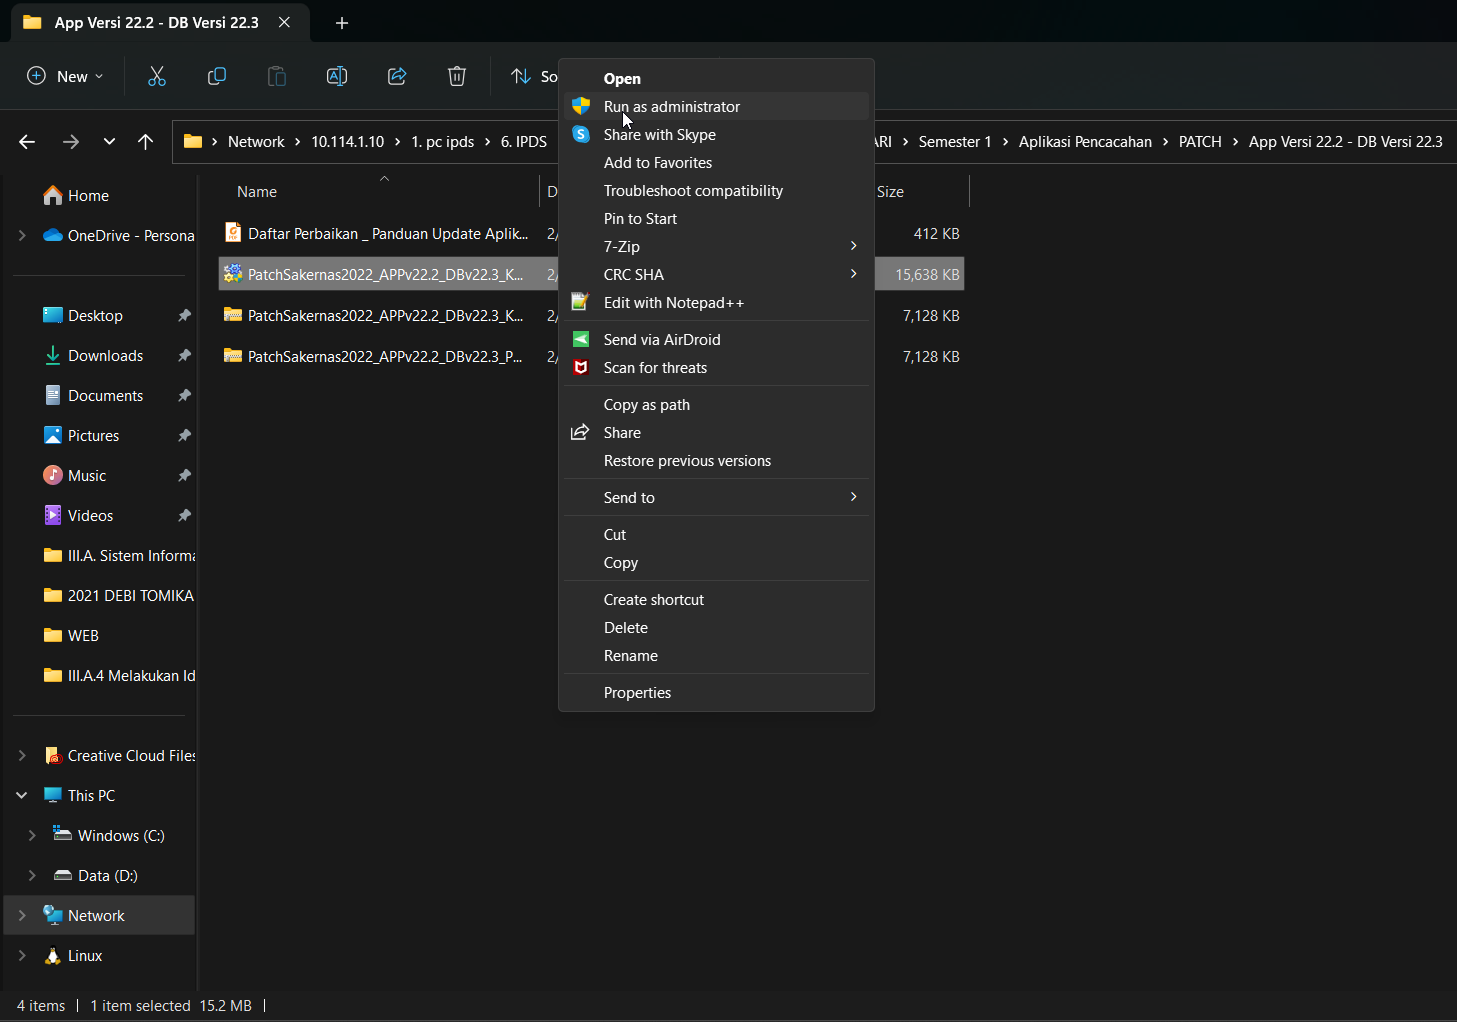 App Versi 22.2 - DB Versi 22.3
New
So
Network > 10.114.1.10 > 1. pc ipds > 6. IPDS
ARI > Semester 1 > Aplikasi Pencacahan > PATCH > App Versi 22.2 - DB Versi 22.3
Name
D
Size
Daftar Perbaikan _ Panduan Update Aplik... 2/
412 KB
PatchSakernas2022_APPv22.2_DBv22.3_K... 2/
15,638 KB
PatchSakernas2022_APPv22.2_DBv22.3_K... 2/
7,128 KB
PatchSakernas2022_APPv22.2_DBv22.3_P... 2/
7,128 KB
Open
Run as administrator
Share with Skype
Add to Favorites
Troubleshoot compatibility
Pin to Start
7-Zip
CRC SHA
Edit with Notepad++
Send via AirDroid
Scan for threats
Copy as path
Share
Restore previous versions
Send to
Cut
Copy
Create shortcut
Delete
Rename
Properties
Home
OneDrive - Persona
Desktop
Downloads
Documents
Pictures
Music
Videos
III.A. Sistem Informa
2021 DEBI TOMIKA
WEB
III.A.4 Melakukan Id
Creative Cloud Files
This PC
Windows (C:)
Data (D:)
Network
Linux
4 items
1 item selected 15.2 MB